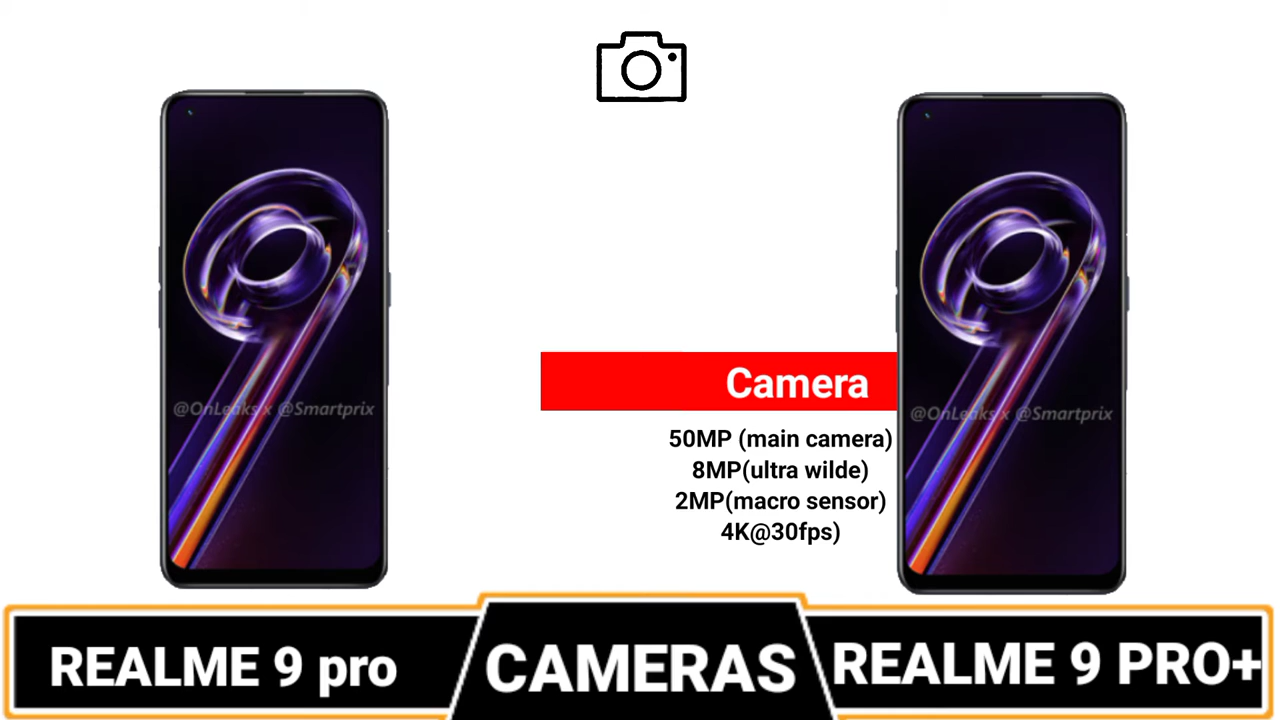 Camera
50MP (main camera)
8MP(ultra wilde)
2MP(macro sensor)
4K@30fps)
@OnLeaks x @Smartprix
@OnLeaks x @Smartprix
REALME 9 pro
CAMERAS
REALME 9 PRO+